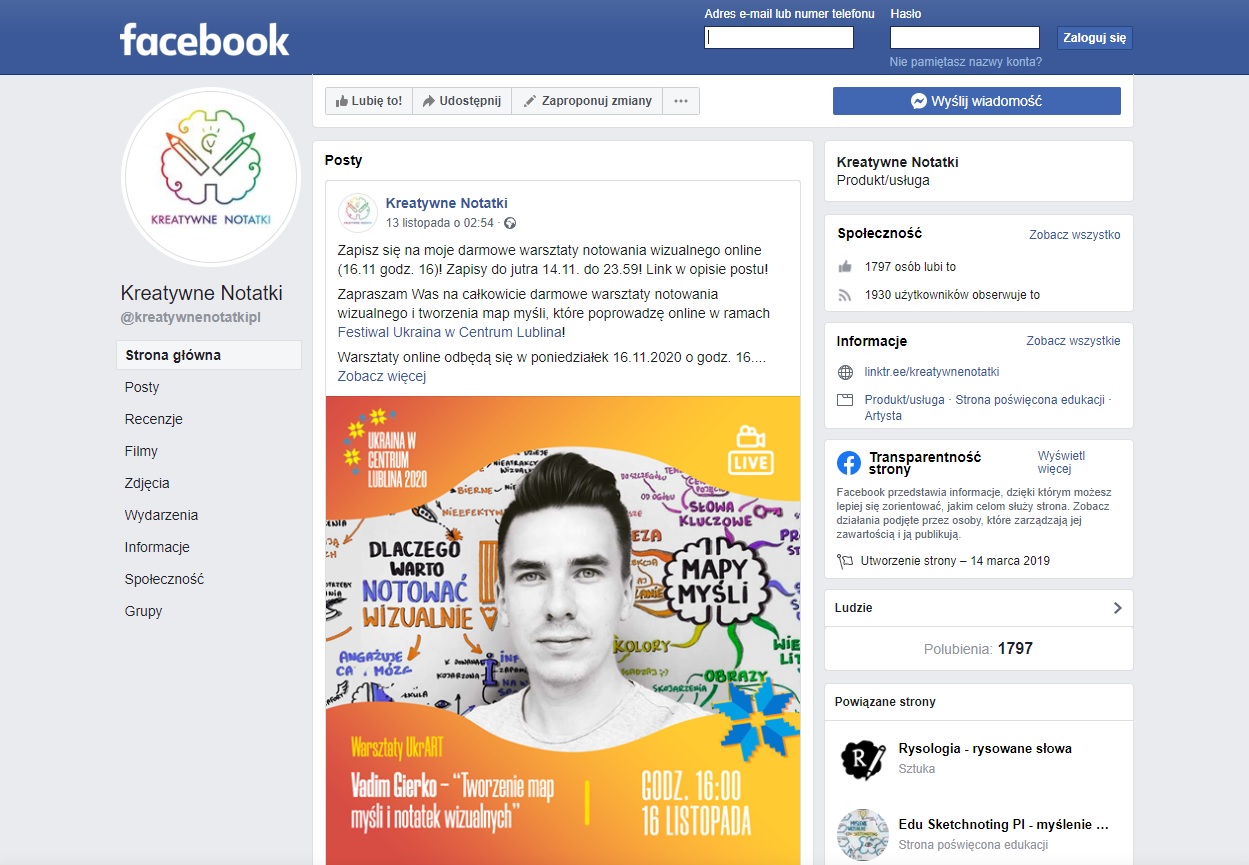 facebook
Adres e-mail lub numer telefonu
Hasło
Zaloguj się
Nie pamiętasz nazwy konta?
KREATYWNE NOTATKI
Kreatywne Notatki
@kreatywnenotatkipl
Strona główna
Posty
Recenzje
Filmy
Zdjęcia
Wydarzenia
Informacje
Społeczność
Grupy
Lubię to!
Udostępnij
Zaproponuj zmiany
Wyślij wiadomość
Posty
Kreatywne Notatki
13 listopada o 02:54 ·
Zapisz się na moje darmowe warsztaty notowania wizualnego online
(16.11 godz. 16)! Zapisy do jutra 14.11. do 23.59! Link w opisie postu!
Zapraszam Was na całkowicie darmowe warsztaty notowania
wizualnego i tworzenia map myśli, które poprowadzę online w ramach
Festiwal Ukraina w Centrum Lublina!
Warsztaty online odbędą się w poniedziałek 16.11.2020 o godz. 16....
Zobacz więcej
UKRAINA W
CENTRUM
LUBLINA 2020
LIVE
BIERNE
SŁOWA
KLUCZOWE
DLACZEGO
WARTO
NOTOWAĆ
WIZUALNIE
MAPY
MYŚLI
KOLORY
ANGAŻUJE
OBRAZY
SKOJARZENIA
Warsztaty UkrART
Vadim Gierko – “Tworzenie map
myśli i notatek wizualnych”
GODZ. 16:00
16 LISTOPADA
Kreatywne Notatki
Produkt/usługa
Społeczność
Zobacz wszystko
1797 osób lubi to
1930 użytkowników obserwuje to
Informacje
Zobacz wszystkie
linktr.ee/kreatywnenotatki
Produkt/usługa · Strona poświęcona edukacji ·
Artysta
Transparentność
strony
Wyświetl
więcej
Facebook przedstawia informacje, dzięki którym możesz
lepiej się zorientować, jakim celom służy strona. Zobacz
działania podjęte przez osoby, które zarządzają jej
zawartością i ją publikują.
Utworzenie strony – 14 marca 2019
Ludzie
Polubienia: 1797
Powiązane strony
R
Rysologia - rysowane słowa
Sztuka
Edu Sketchnoting Pl - myślenie ...
Strona poświęcona edukacji